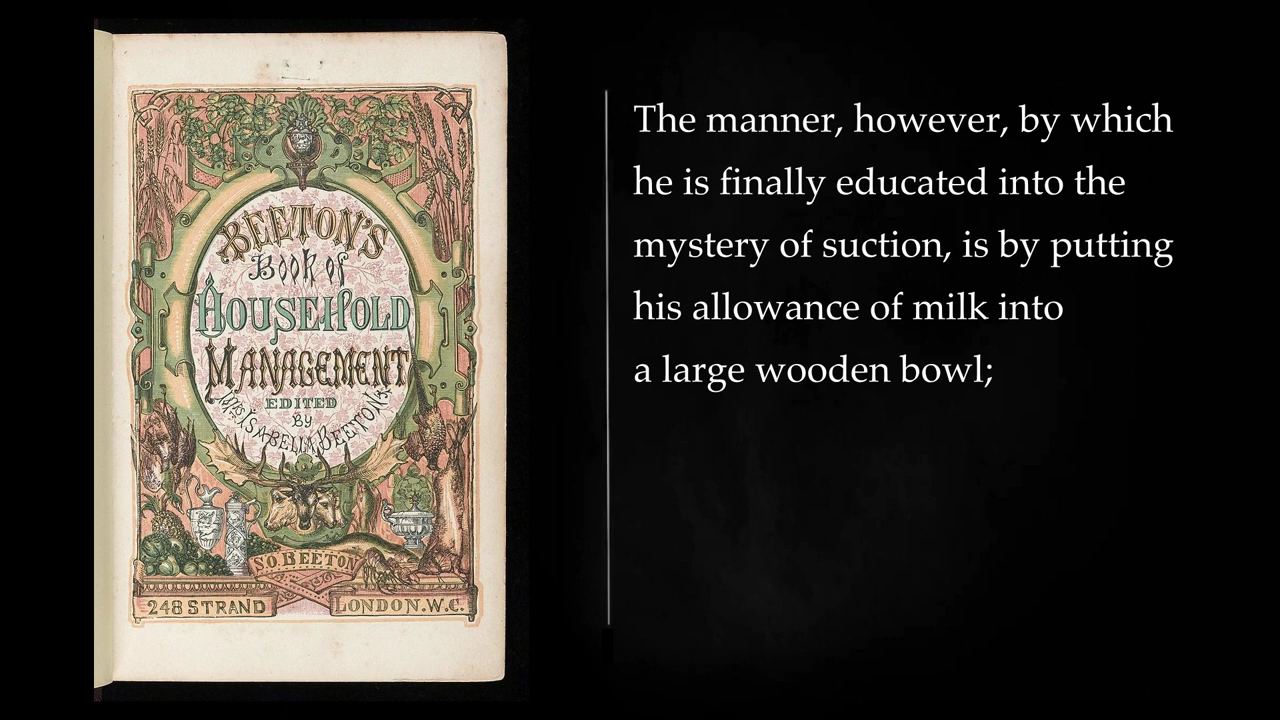 BEETON'S
Book of
HOUSEHOLD
MANAGEMENT
EDITED
BY
MRS ISABELLA BEETON
S.O. BEETON
248 STRAND
LONDON. W.C.
The manner, however, by which
he is finally educated into the
mystery of suction, is by putting
his allowance of milk into
a large wooden bowl;